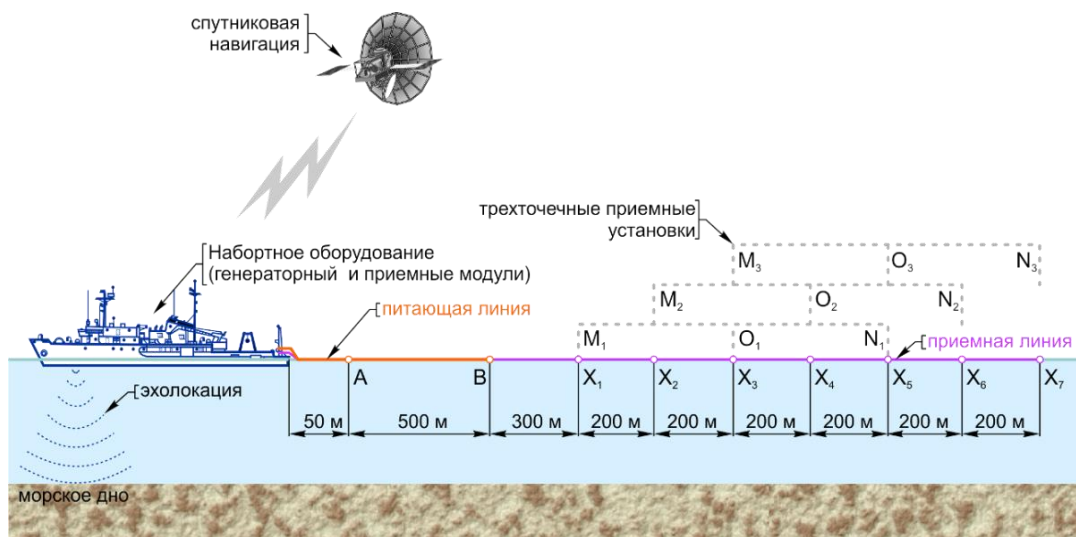 спутниковая
навигация
трехточечные приемные
установки
Набортное оборудование
(генераторный и приемные модули)
M₃ O₃ N₃
M₂ O₂ N₂
питающая линия
M₁ O₁ N₁
приемная линия
A B X₁ X₂ X₃ X₄ X₅ X₆ X₇
эхолокация
50 м 500 м 300 м 200 м 200 м 200 м 200 м 200 м 200 м
морское дно